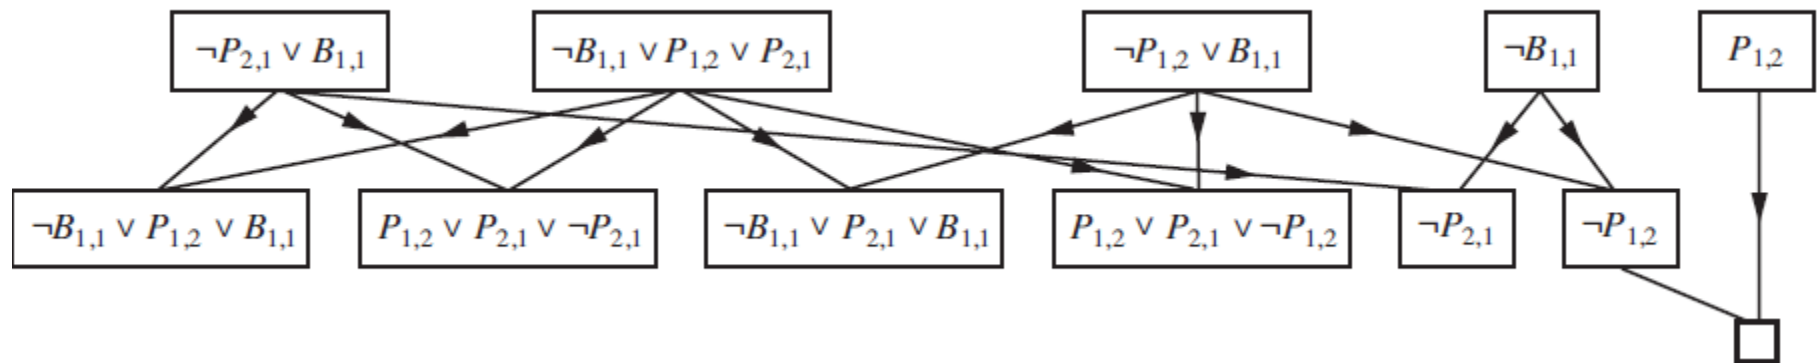 ¬P2,1 ∨ B1,1 ¬B1,1 ∨ P1,2 ∨ P2,1 ¬P1,2 ∨ B1,1 ¬B1,1 P1,2
¬B1,1 ∨ P1,2 ∨ B1,1 P1,2 ∨ P2,1 ∨ ¬P2,1 ¬B1,1 ∨ P2,1 ∨ B1,1 P1,2 ∨ P2,1 ∨ ¬P1,2 ¬P2,1 ¬P1,2